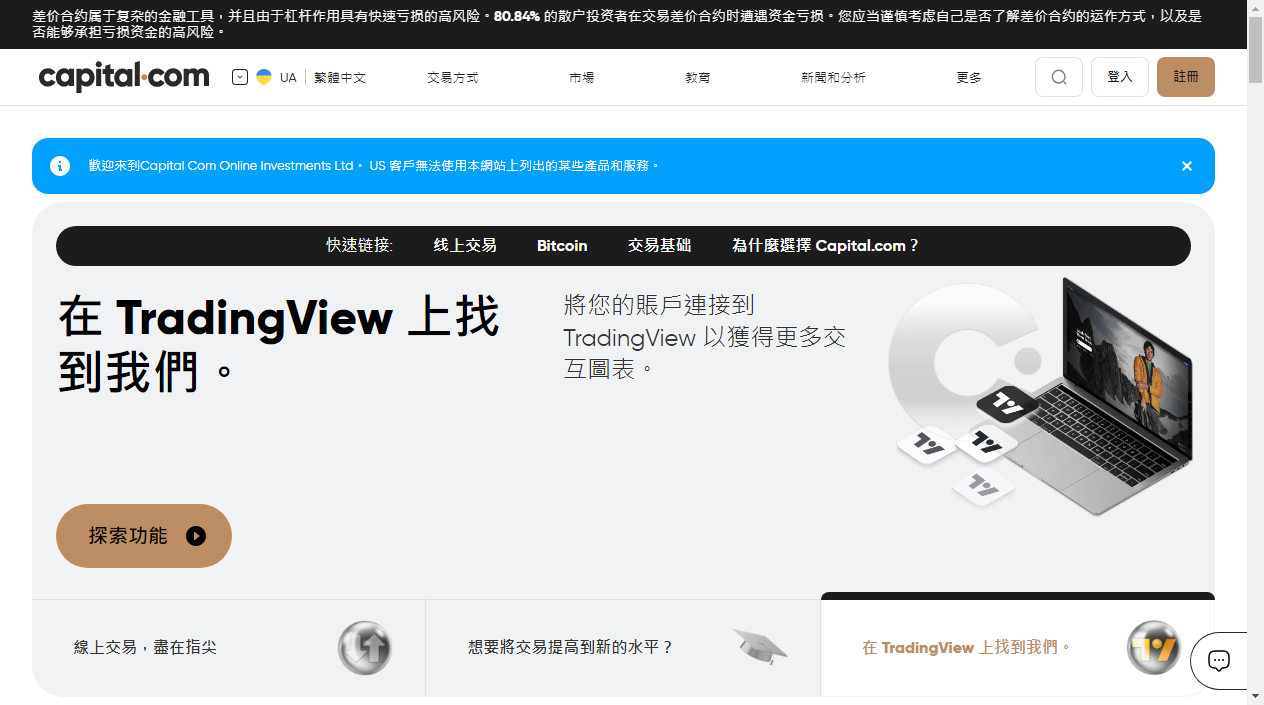 差价合约属于复杂的金融工具，并且由于杠杆作用具有快速亏损的高风险。80.84% 的散户投资者在交易差价合约时遭遇资金亏损。您应当谨慎考虑自己是否了解差价合约的运作方式，以及是
否能够承担亏损资金的高风险。
capital.com
UA 繁體中文 交易方式 市場 教育 新聞和分析 更多 登入 註冊
歡迎來到Capital Com Online Investments Ltd。 US 客戶無法使用本網站上列出的某些產品和服務。
快速链接: 线上交易 Bitcoin 交易基础 為什麼選擇 Capital.com？
在 TradingView 上找
到我們。
將您的賬戶連接到
TradingView 以獲得更多交
互圖表。
探索功能
線上交易，盡在指尖
想要將交易提高到新的水平？
在 TradingView 上找到我們。